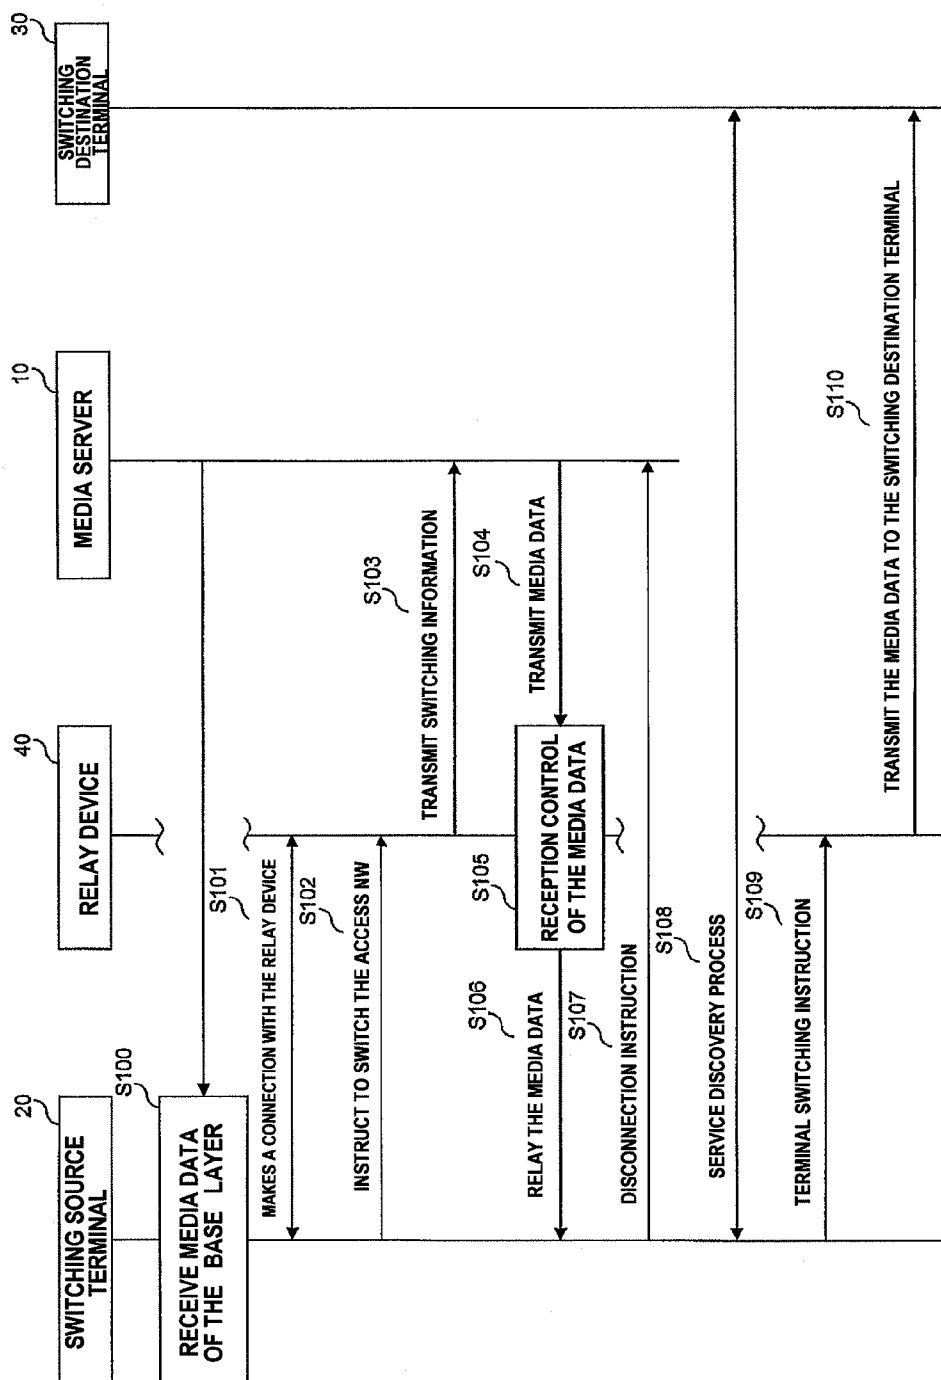 20
SWITCHING SOURCE
TERMINAL
40
RELAY DEVICE
10
MEDIA SERVER
30
SWITCHING
DESTINATION
TERMINAL
S100
RECEIVE MEDIA DATA
OF THE BASE LAYER
S101
MAKES A CONNECTION WITH THE RELAY DEVICE
S102
INSTRUCT TO SWITCH THE ACCESS NW
S103
TRANSMIT SWITCHING INFORMATION
S104
TRANSMIT MEDIA DATA
S105
RECEPTION CONTROL
OF THE MEDIA DATA
S106
RELAY THE MEDIA DATA
S107
DISCONNECTION INSTRUCTION
S108
SERVICE DISCOVERY PROCESS
S109
TERMINAL SWITCHING INSTRUCTION
S110
TRANSMIT THE MEDIA DATA TO THE SWITCHING DESTINATION TERMINAL